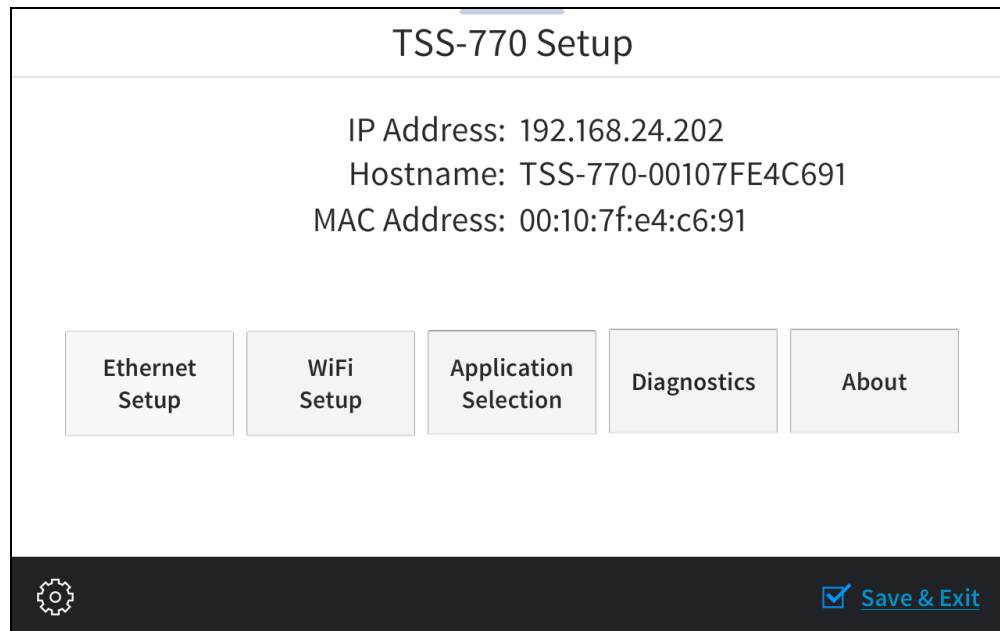 TSS-770 Setup
IP Address: 192.168.24.202
Hostname: TSS-770-00107FE4C691
MAC Address: 00:10:7f:e4:c6:91
Ethernet
Setup
WiFi
Setup
Application
Selection
Diagnostics
About
Save & Exit